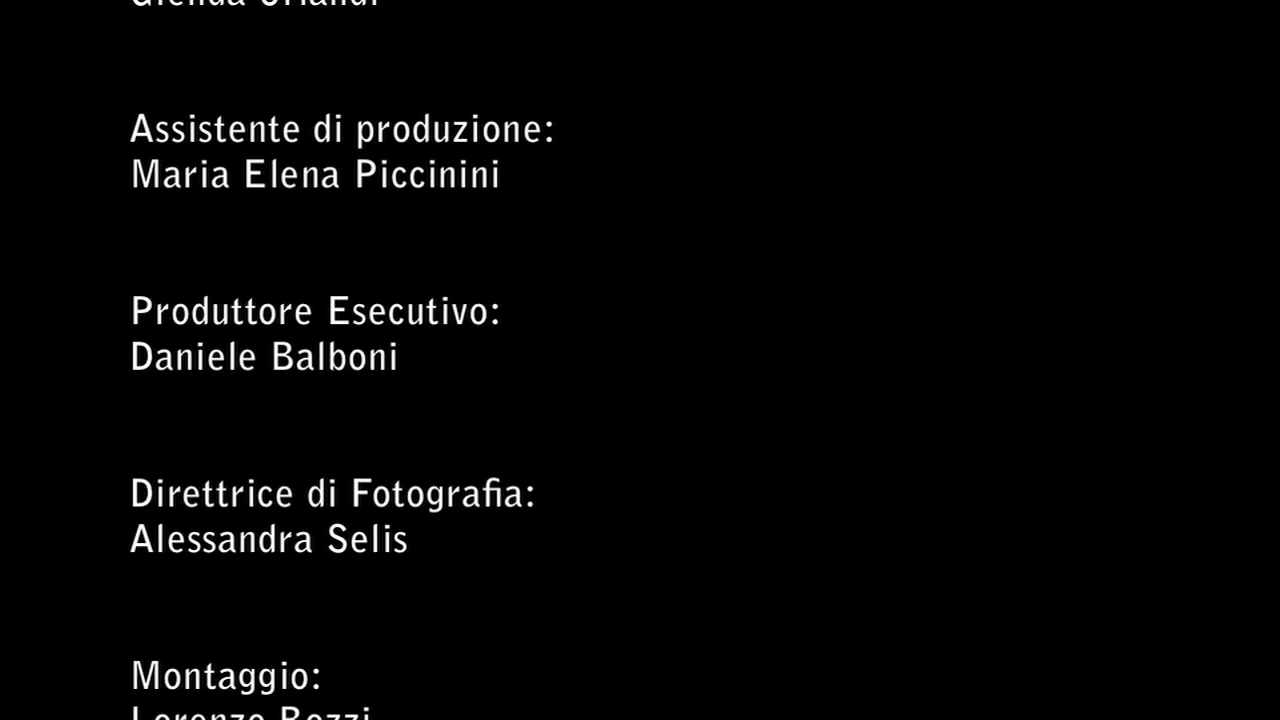 Assistente di produzione:
Maria Elena Piccinini
Produttore Esecutivo:
Daniele Balboni
Direttrice di Fotografia:
Alessandra Selis
Montaggio: